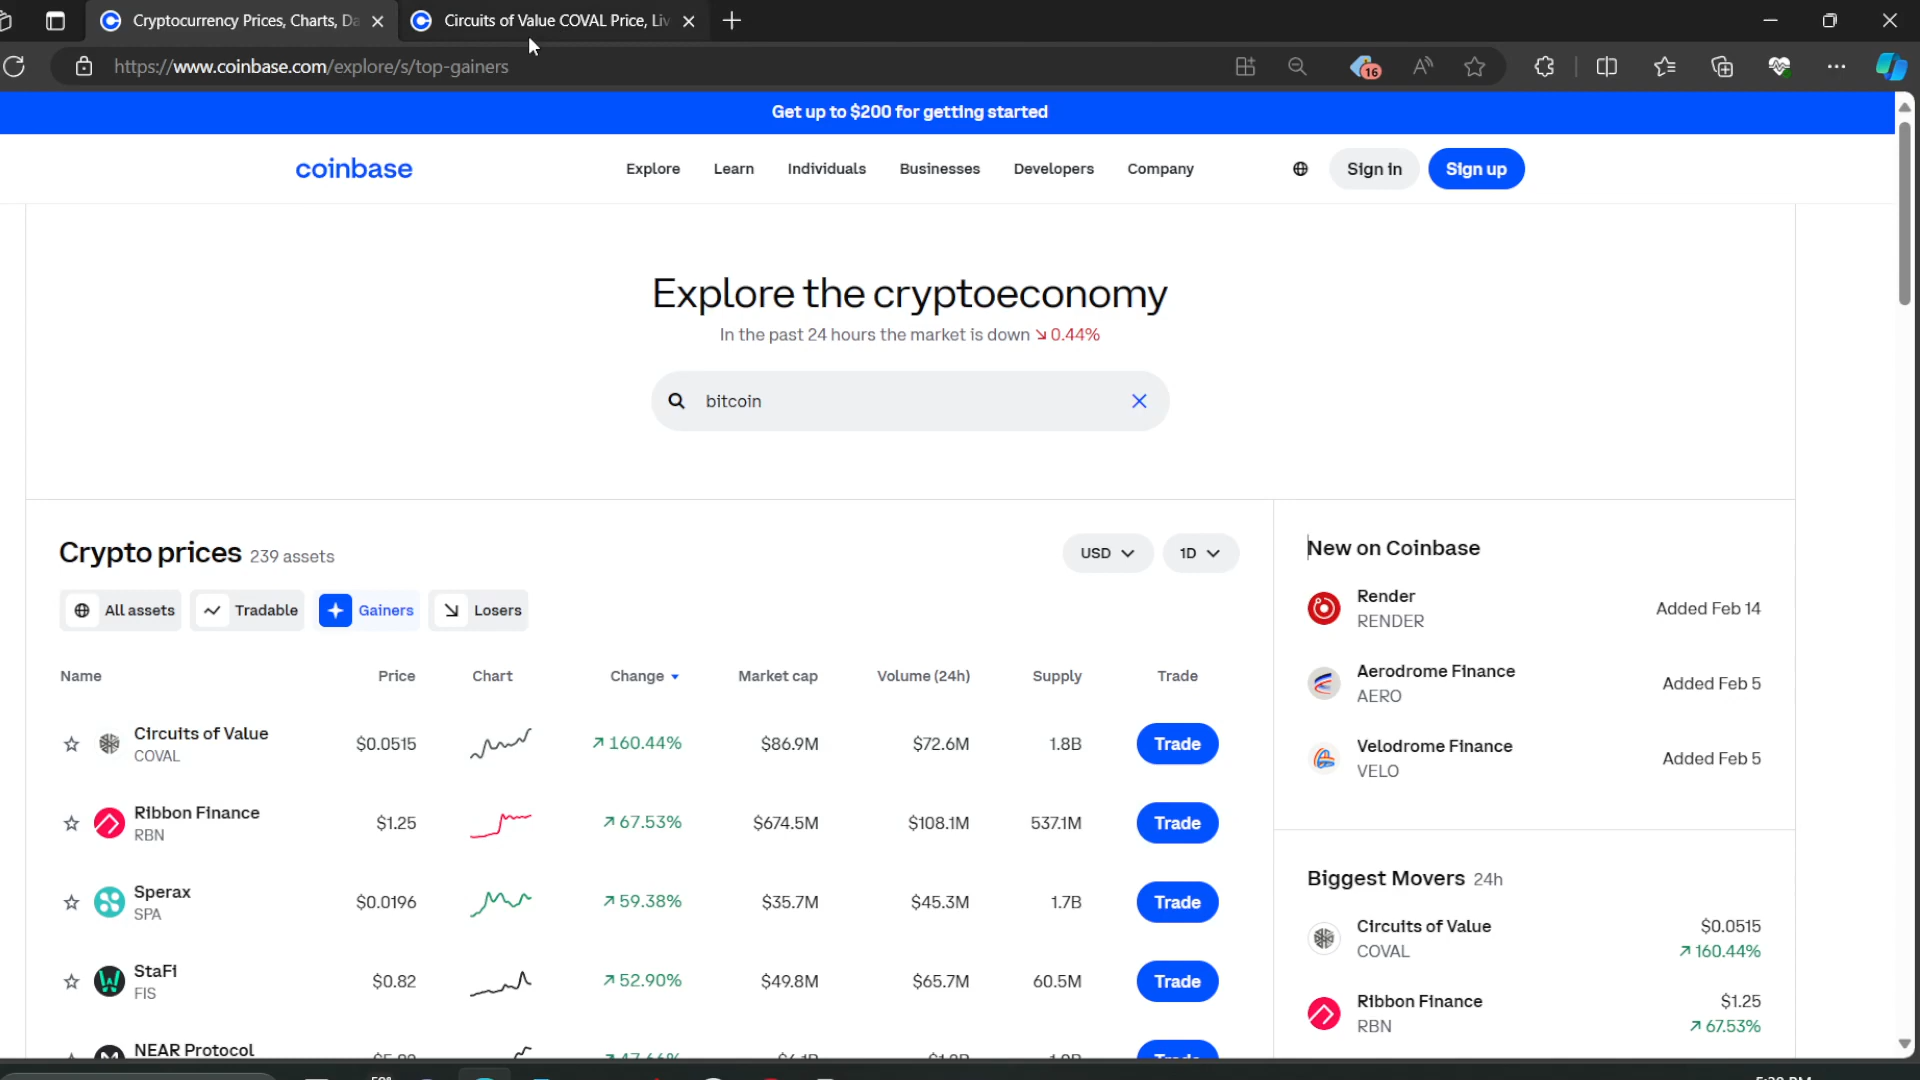 Cryptocurrency Prices, Charts, Da
Circuits of Value COVAL Price, Liv
https://www.coinbase.com/explore/s/top-gainers
16
Get up to $200 for getting started
coinbase
Explore
Learn
Individuals
Businesses
Developers
Company
Sign in
Sign up
Explore the cryptoeconomy
In the past 24 hours the market is down ↘ 0.44%
bitcoin
Crypto prices 239 assets
USD
1D
All assets
Tradable
Gainers
Losers
Name Price Chart Change Market cap Volume (24h) Supply Trade
Circuits of Value
COVAL
$0.0515 ↗ 160.44% $86.9M $72.6M 1.8B Trade
Ribbon Finance
RBN
$1.25 ↗ 67.53% $674.5M $108.1M 537.1M Trade
Sperax
SPA
$0.0196 ↗ 59.38% $35.7M $45.3M 1.7B Trade
StaFi
FIS
$0.82 ↗ 52.90% $49.8M $65.7M 60.5M Trade
NEAR Protocol
New on Coinbase
Render
RENDER
Added Feb 14
Aerodrome Finance
AERO
Added Feb 5
Velodrome Finance
VELO
Added Feb 5
Biggest Movers 24h
Circuits of Value
COVAL
$0.0515
↗ 160.44%
Ribbon Finance
RBN
$1.25
↗ 67.53%